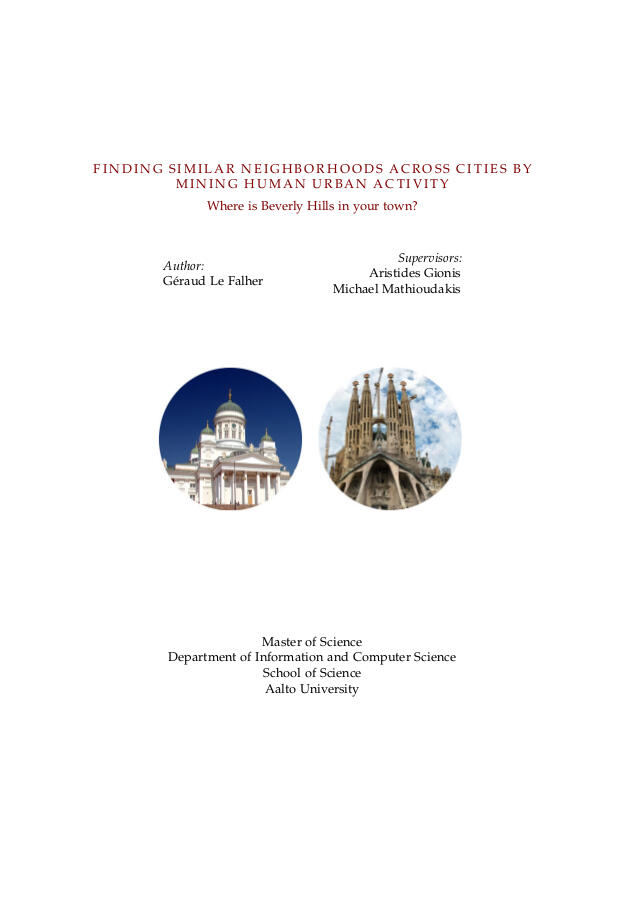 FINDING SIMILAR NEIGHBORHOODS ACROSS CITIES BY
MINING HUMAN URBAN ACTIVITY
Where is Beverly Hills in your town?
Author:
Géraud Le Falher
Supervisors:
Aristides Gionis
Michael Mathioudakis
Master of Science
Department of Information and Computer Science
School of Science
Aalto University